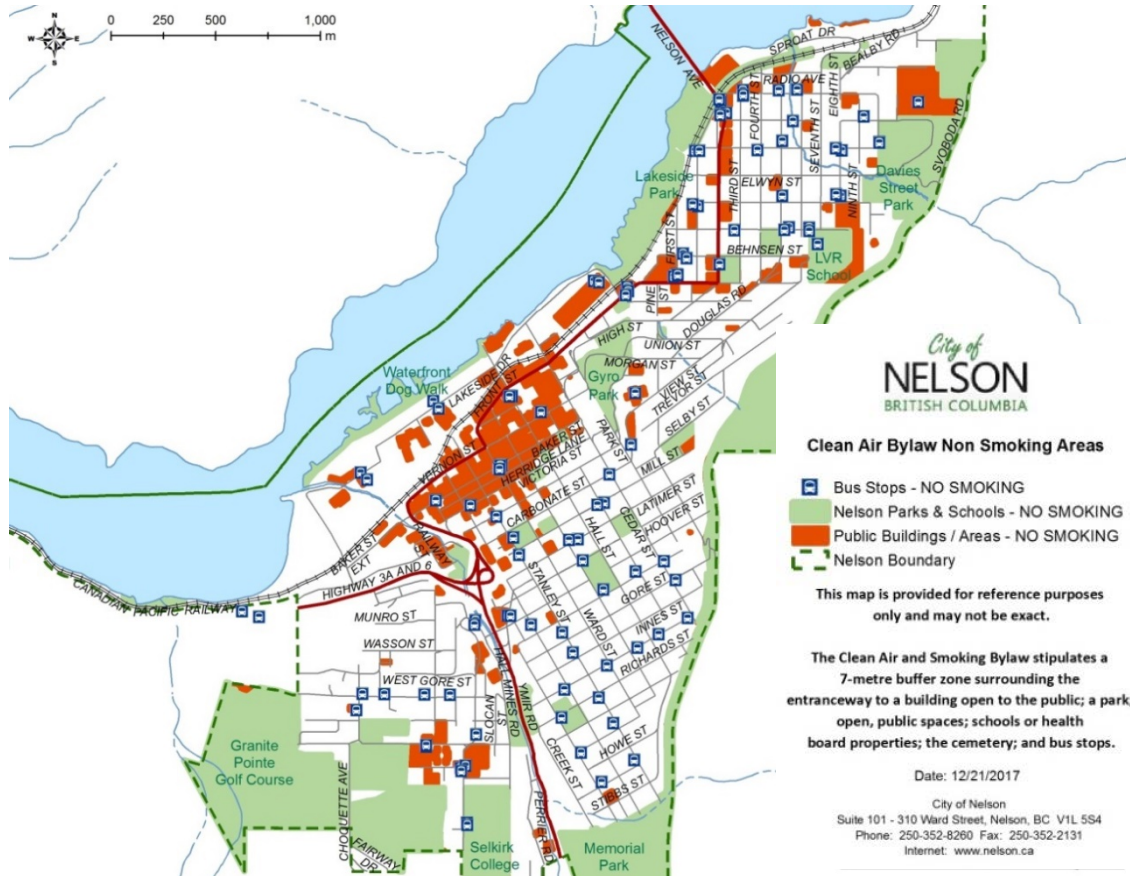 N
W
E
S
0 250 500 1,000
m
NELSON AVE
SPROAT DR
BEALBY RD
RADIO AVE
FOURTH ST
SEVENTH ST
EIGHTH ST
SVOBODA RD
Lakeside
Park
THIRD ST
ELWYN ST
NINTH ST
Davies
Street
Park
FIRST ST
BEHNSEN ST
LVR
School
PINE
ST
DOUGLAS RD
HIGH ST
UNION ST
MORGAN ST
Gyro
Park
VIEW ST
TREVOR ST
SELBY ST
Waterfront
Dog Walk
LAKESIDE DR
FRONT ST
PARK ST
MILL ST
VERNON ST
BAKER ST
HERRIDGE LANE
VICTORIA ST
CARBONATE ST
LATIMER ST
HOOVER ST
CEDAR ST
HALL ST
BAKER ST
EXT
RAILWAY
ST
HIGHWAY 3A AND 6
CANADIAN PACIFIC RAILWAY
STANLEY ST
GORE ST
WARD ST
INNES ST
RICHARDS ST
MUNRO ST
WASSON ST
WEST GORE ST
SLOCAN
ST
HALL MINES RD
YMIR RD
CREEK ST
HOWE ST
STIBBS ST
Granite
Pointe
Golf Course
CHOQUETTE AVE
FAIRWAY
DR
Selkirk
College
PERRIER RD
Memorial
Park
City of
NELSON
BRITISH COLUMBIA
Clean Air Bylaw Non Smoking Areas
Bus Stops - NO SMOKING
Nelson Parks & Schools - NO SMOKING
Public Buildings / Areas - NO SMOKING
Nelson Boundary
This map is provided for reference purposes
only and may not be exact.
The Clean Air and Smoking Bylaw stipulates a
7-metre buffer zone surrounding the
entranceway to a building open to the public; a park,
open, public spaces; schools or health
board properties; the cemetery; and bus stops.
Date: 12/21/2017
City of Nelson
Suite 101 - 310 Ward Street, Nelson, BC V1L 5S4
Phone: 250-352-8260 Fax: 250-352-2131
Internet: www.nelson.ca